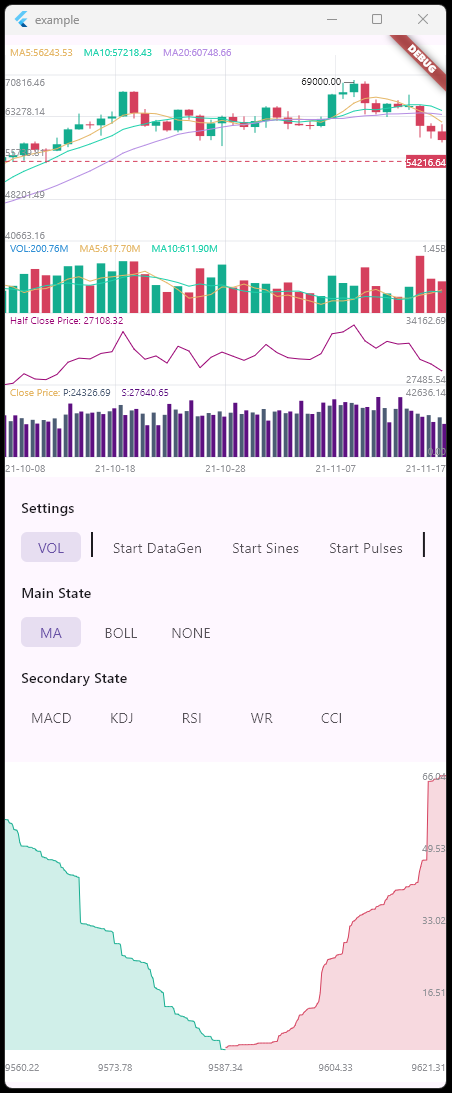 example
DEBUG
MA5:56243.53 MA10:57218.43 MA20:60748.66
70816.46
69000.00
63278.14
54216.64
48201.49
40663.16
VOL:200.76M MA5:617.70M MA10:611.90M 1.45B
Half Close Price: 27108.32 34162.69
27485.54
Close Price: P:24326.69 S:27640.65 42636.14
0.00
21-10-08 21-10-18 21-10-28 21-11-07 21-11-17
Settings
VOL Start DataGen Start Sines Start Pulses
Main State
MA BOLL NONE
Secondary State
MACD KDJ RSI WR CCI
66.04
49.53
33.02
16.51
9560.22 9573.78 9587.34 9604.33 9621.31